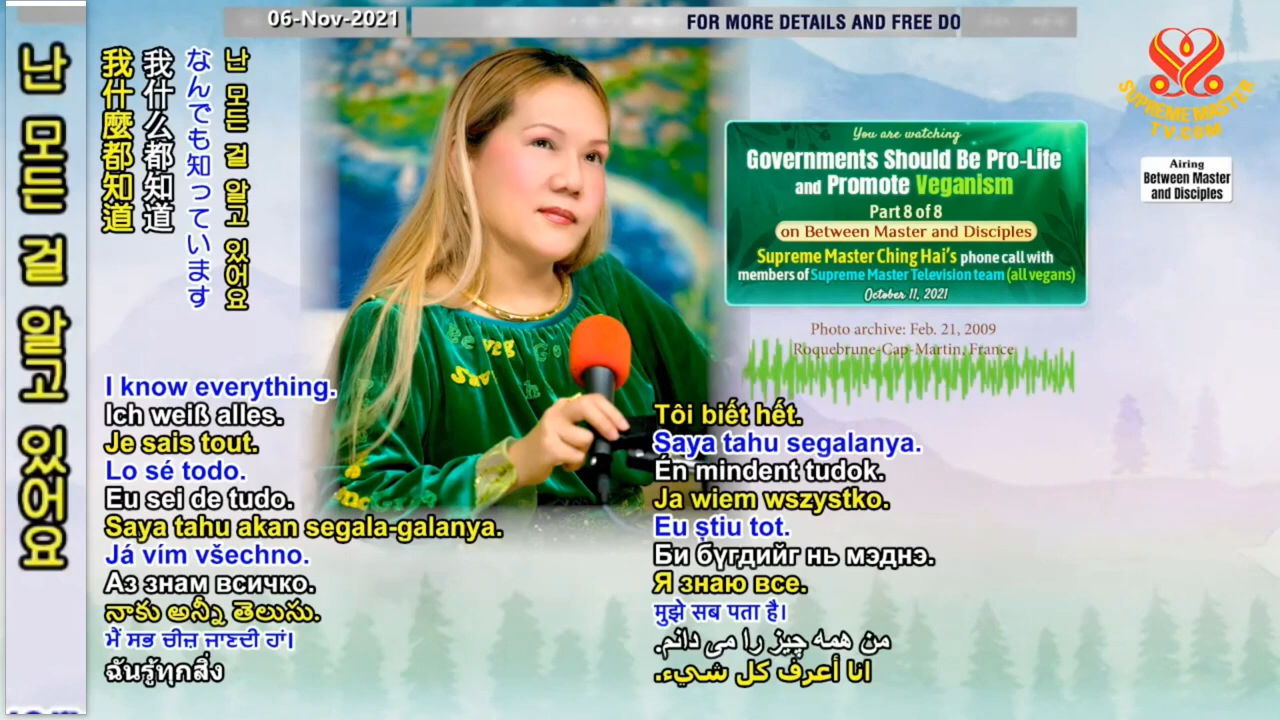 06-Nov-2021
FOR MORE DETAILS AND FREE DO
SUPREME MASTER
TV.COM
Airing
Between Master
and Disciples
난 모든 걸 알고 있어요
我什麼都知道
我什么都知道
なんでも知っています
난 모든 걸 알고 있어요
You are watching
Governments Should Be Pro-Life
and Promote Veganism
Part 8 of 8
on Between Master and Disciples
Supreme Master Ching Hai's phone call with
members of Supreme Master Television team (all vegans)
October 11, 2021
Photo archive: Feb. 21, 2009
Roquebrune-Cap-Martin, France
Be Veg Go
I know everything.
Ich weiß alles.
Je sais tout.
Lo sé todo.
Eu sei de tudo.
Saya tahu akan segala-galanya.
Já vím všechno.
Аз знам всичко.
నాకు అన్నీ తెలుసు.
ਮੈਂ ਸਭ ਚੀਜ਼ ਜਾਣਦੀ ਹਾਂ।
ฉันรู้ทุกสิ่ง
Tôi biết hết.
Saya tahu segalanya.
Én mindent tudok.
Ja wiem wszystko.
Eu știu tot.
Би бүгдийг нь мэднэ.
Я знаю все.
मुझे सब पता है।
من همه چیز را می دانم.
انا أعرف كل شيء.